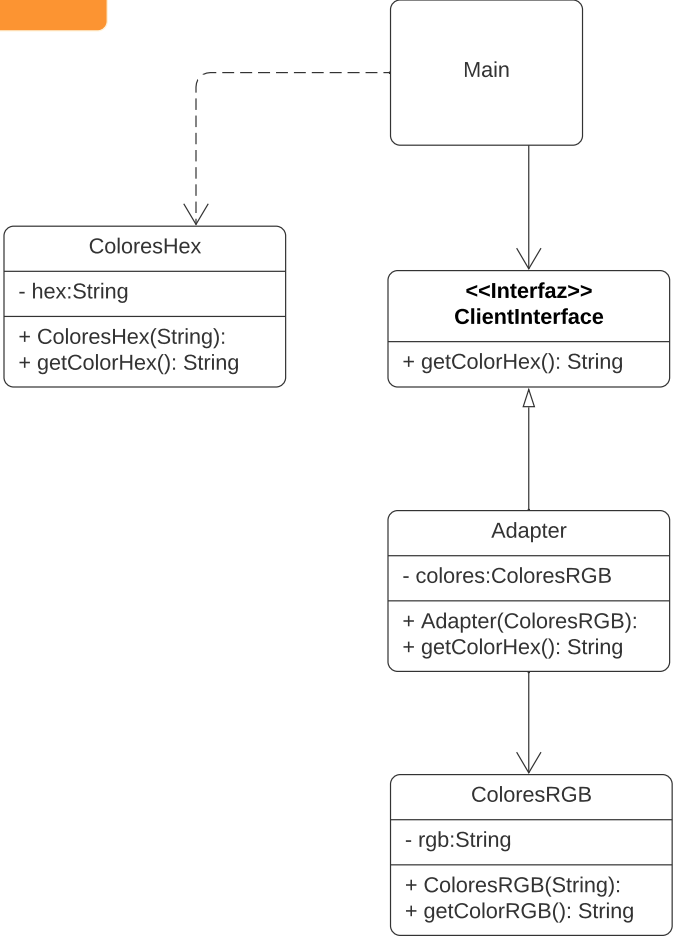 Main
ColoresHex
- hex:String
+ ColoresHex(String):
+ getColorHex(): String
<<Interfaz>>
ClientInterface
+ getColorHex(): String
Adapter
- colores:ColoresRGB
+ Adapter(ColoresRGB):
+ getColorHex(): String
ColoresRGB
- rgb:String
+ ColoresRGB(String):
+ getColorRGB(): String